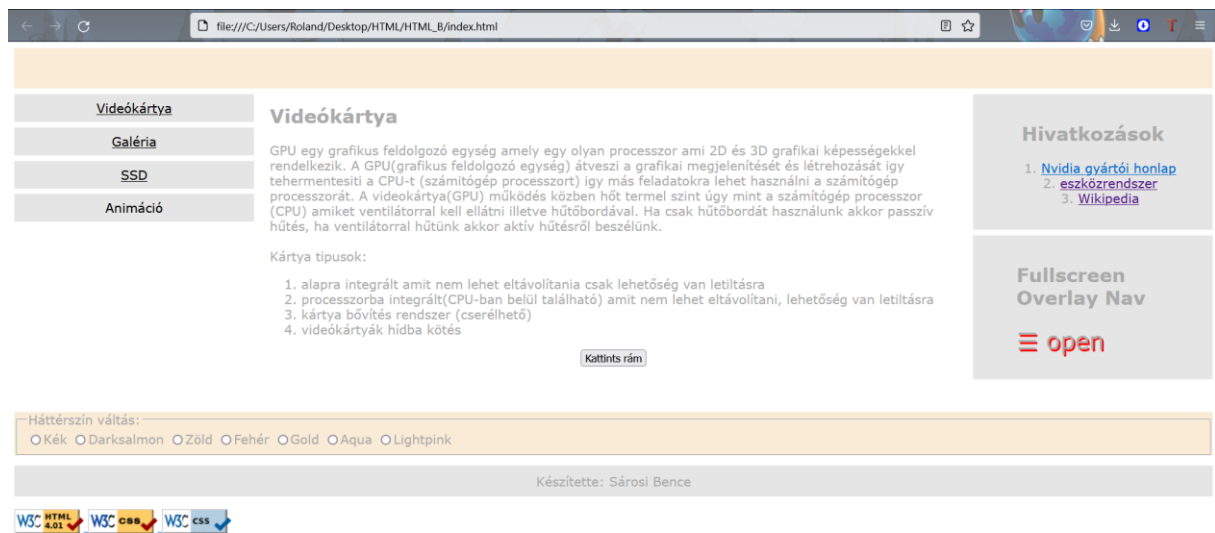 file:///C:/Users/Roland/Desktop/HTML/HTML_B/index.html
Videókártya
Galéria
SSD
Animáció
Videókártya
GPU egy grafikus feldolgozó egység amely egy olyan processzor ami 2D és 3D grafikai képességekkel
rendelkezik. A GPU(grafikus feldolgozó egység) átveszi a grafikai megjelenítését és létrehozását igy
tehermentesiti a CPU-t (számitógép processzort) igy más feladatokra lehet használni a számítógép
processzorát. A videokártya(GPU) működés közben hőt termel szint úgy mint a számítógép processzor
(CPU) amiket ventilátorral kell ellátni illetve hűtőbordával. Ha csak hűtőbordát használunk akkor passzív
hűtés, ha ventilátorral hűtünk akkor aktív hűtésről beszélünk.
Kártya tipusok:
1. alapra integrált amit nem lehet eltávolítania csak lehetőség van letiltásra
2. processzorba integrált(CPU-ban belül található) amit nem lehet eltávolítani, lehetőség van letiltásra
3. kártya bővítés rendszer (cserélhető)
4. videókártyák hídba kötés
Kattints rám
Hivatkozások
1. Nvidia gyártói honlap
2. eszközrendszer
3. Wikipedia
Fullscreen
Overlay Nav
☰ open
Háttérszín váltás:
Kék Darksalmon Zöld Fehér Gold Aqua Lightpink
Készítette: Sárosi Bence
W3C HTML 4.01 W3C css W3C css